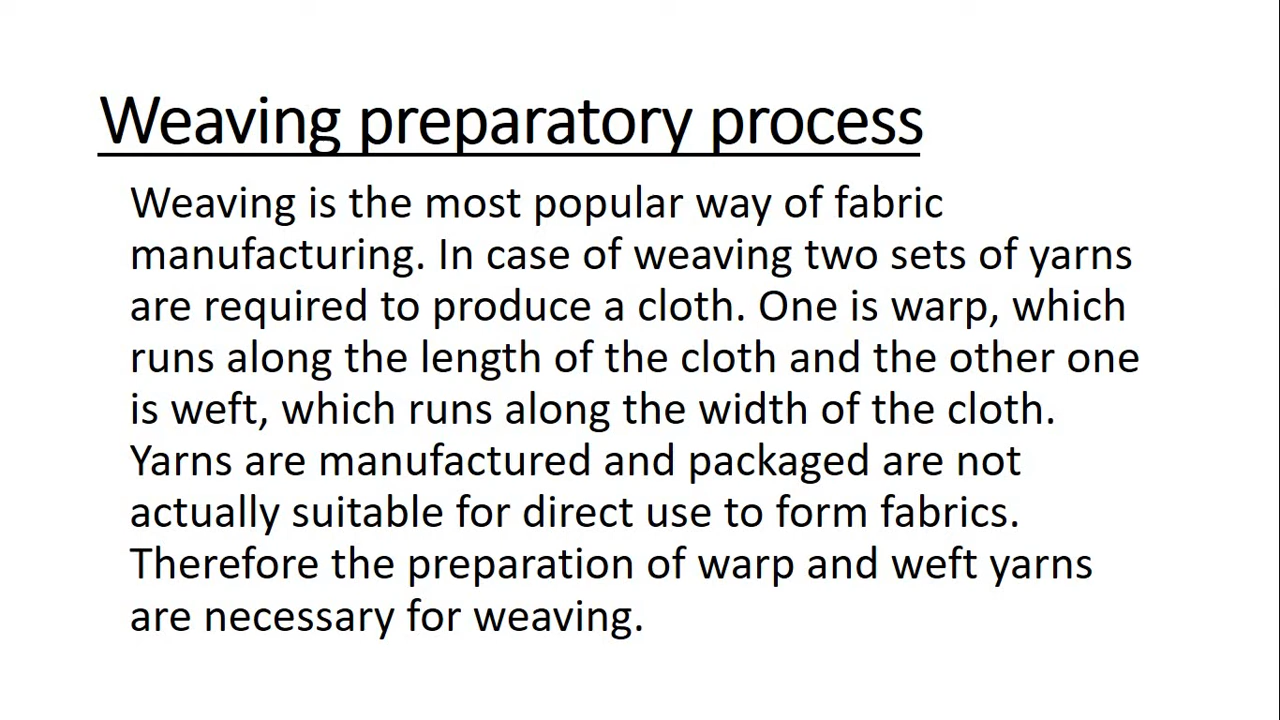 Weaving preparatory process
Weaving is the most popular way of fabric
manufacturing. In case of weaving two sets of yarns
are required to produce a cloth. One is warp, which
runs along the length of the cloth and the other one
is weft, which runs along the width of the cloth.
Yarns are manufactured and packaged are not
actually suitable for direct use to form fabrics.
Therefore the preparation of warp and weft yarns
are necessary for weaving.